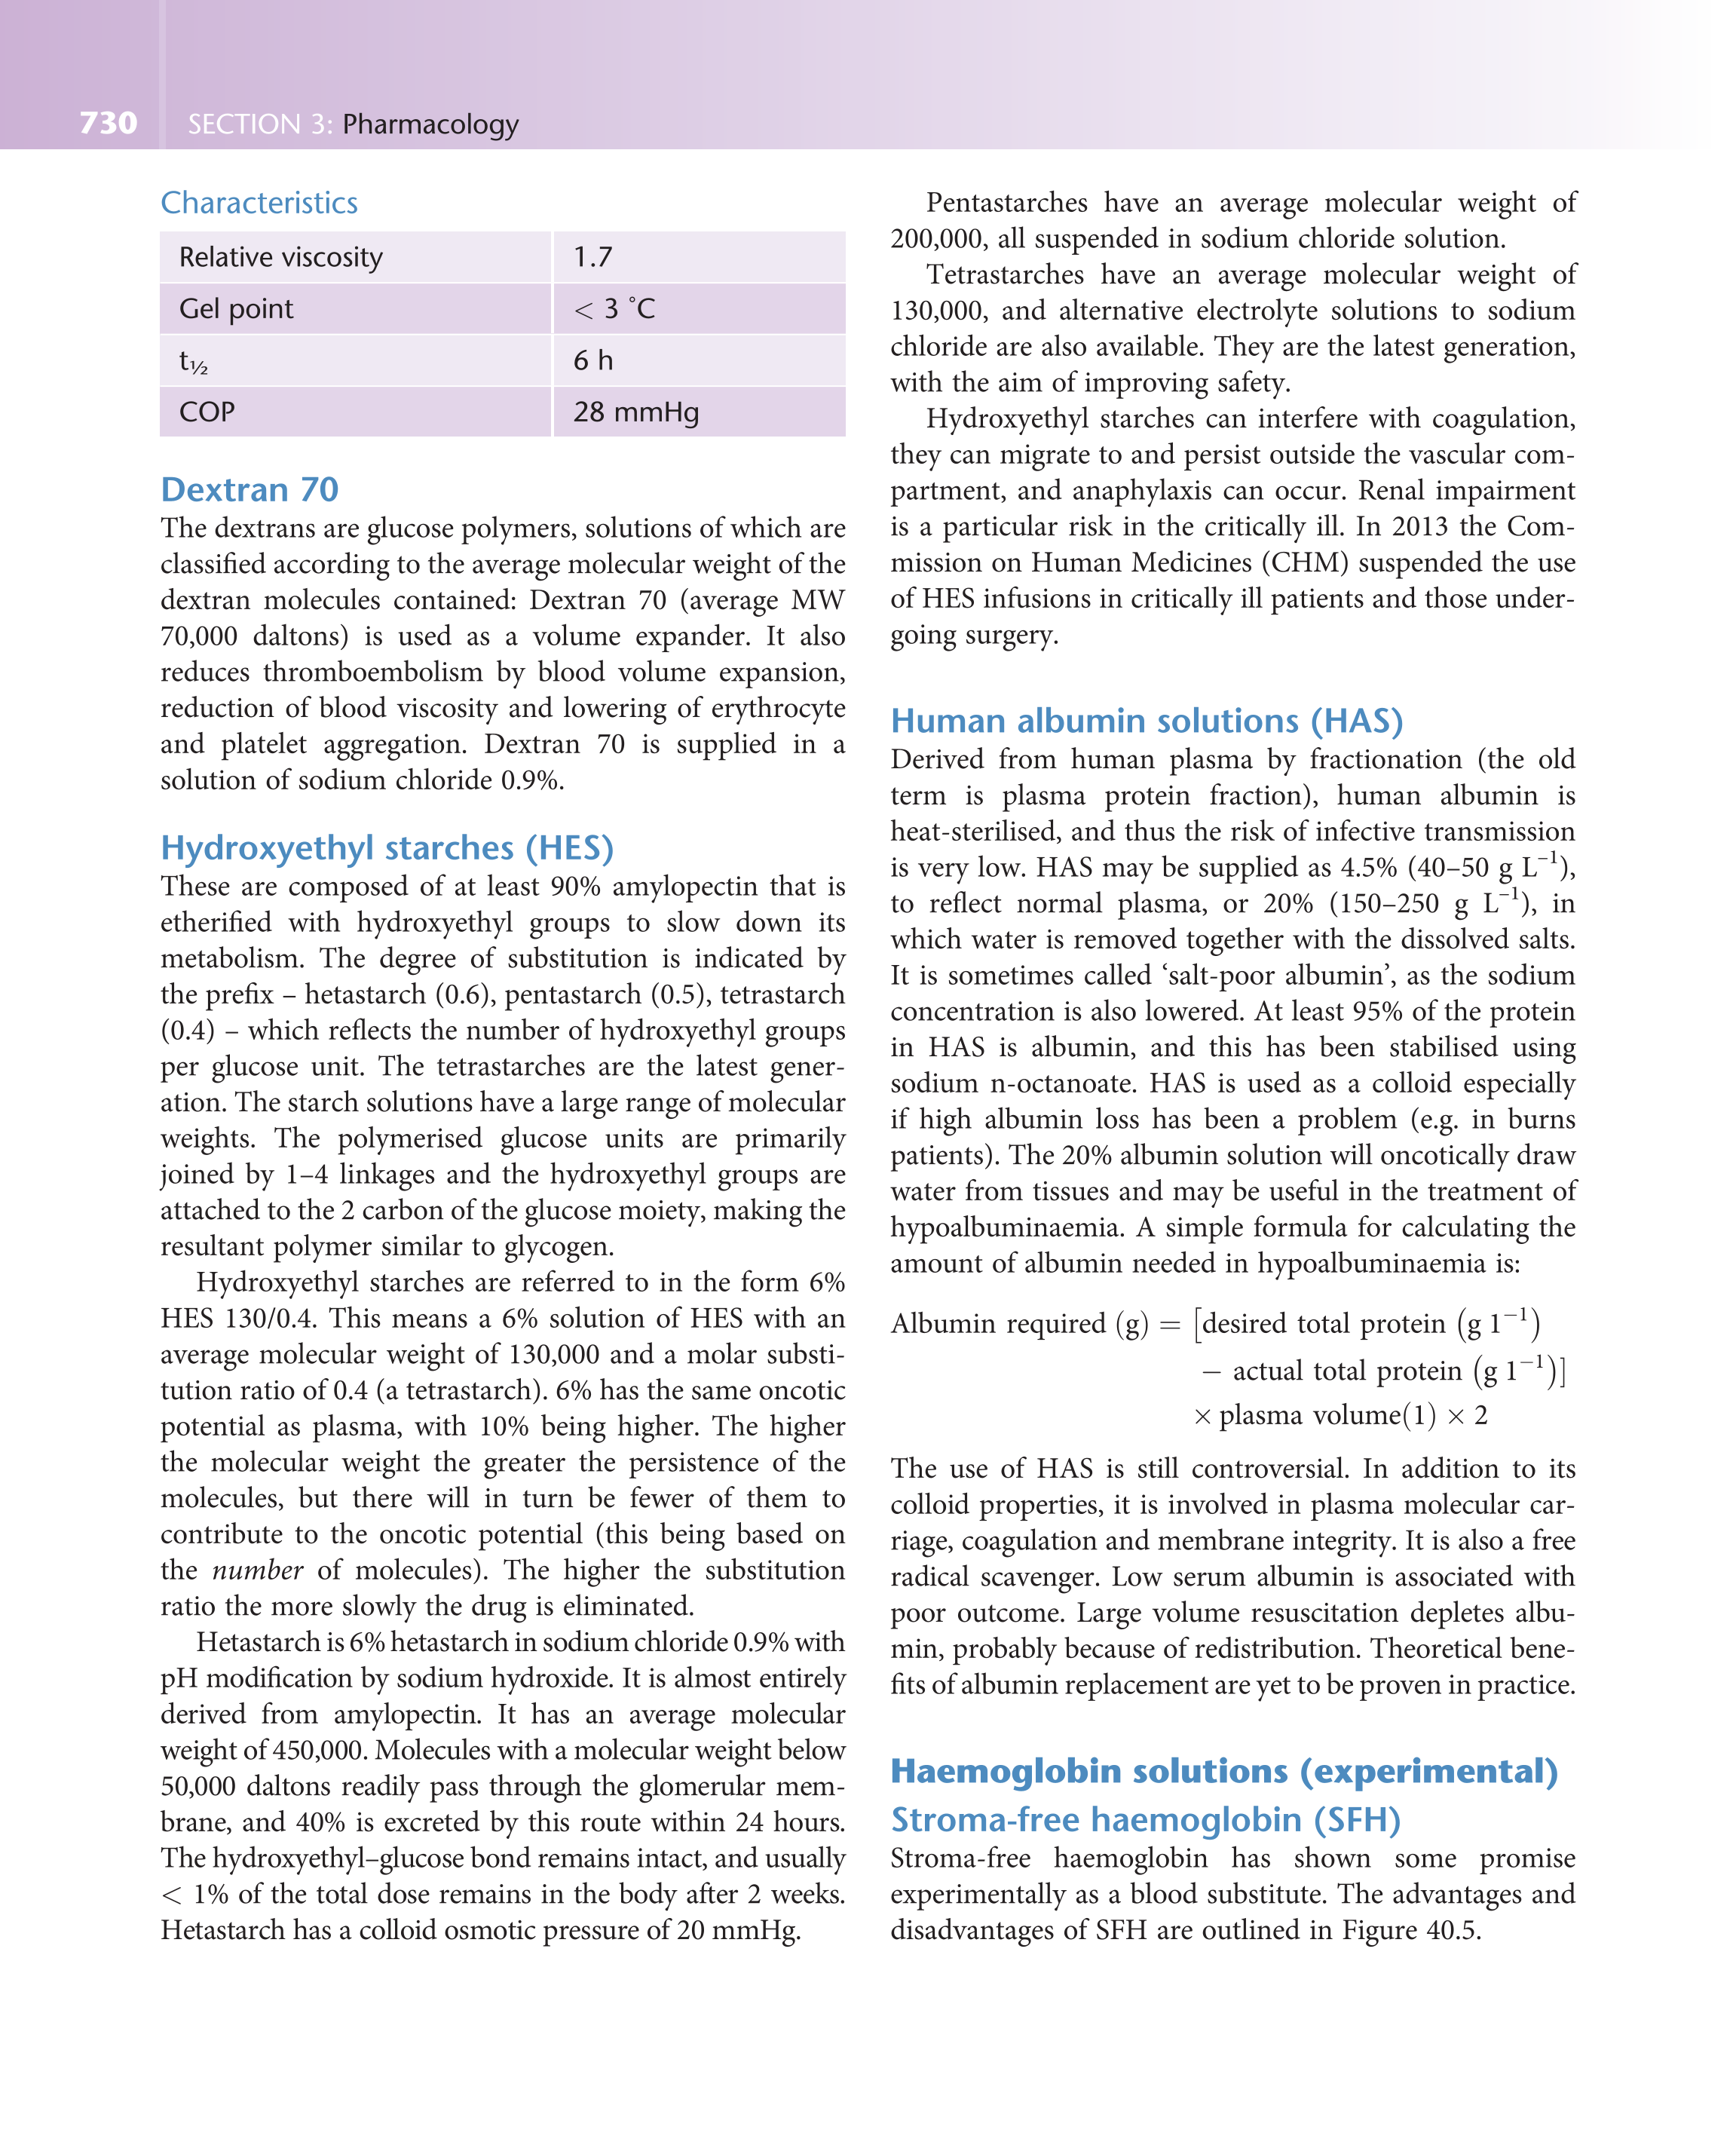 730 SECTION 3: Pharmacology
Characteristics
Relative viscosity 1.7
Gel point < 3 °C
t½ 6 h
COP 28 mmHg
Dextran 70
The dextrans are glucose polymers, solutions of which are
classified according to the average molecular weight of the
dextran molecules contained: Dextran 70 (average MW
70,000 daltons) is used as a volume expander. It also
reduces thromboembolism by blood volume expansion,
reduction of blood viscosity and lowering of erythrocyte
and platelet aggregation. Dextran 70 is supplied in a
solution of sodium chloride 0.9%.
Hydroxyethyl starches (HES)
These are composed of at least 90% amylopectin that is
etherified with hydroxyethyl groups to slow down its
metabolism. The degree of substitution is indicated by
the prefix – hetastarch (0.6), pentastarch (0.5), tetrastarch
(0.4) – which reflects the number of hydroxyethyl groups
per glucose unit. The tetrastarches are the latest gener-
ation. The starch solutions have a large range of molecular
weights. The polymerised glucose units are primarily
joined by 1–4 linkages and the hydroxyethyl groups are
attached to the 2 carbon of the glucose moiety, making the
resultant polymer similar to glycogen.
Hydroxyethyl starches are referred to in the form 6%
HES 130/0.4. This means a 6% solution of HES with an
average molecular weight of 130,000 and a molar substi-
tution ratio of 0.4 (a tetrastarch). 6% has the same oncotic
potential as plasma, with 10% being higher. The higher
the molecular weight the greater the persistence of the
molecules, but there will in turn be fewer of them to
contribute to the oncotic potential (this being based on
the number of molecules). The higher the substitution
ratio the more slowly the drug is eliminated.
Hetastarch is 6% hetastarch in sodium chloride 0.9% with
pH modification by sodium hydroxide. It is almost entirely
derived from amylopectin. It has an average molecular
weight of 450,000. Molecules with a molecular weight below
50,000 daltons readily pass through the glomerular mem-
brane, and 40% is excreted by this route within 24 hours.
The hydroxyethyl–glucose bond remains intact, and usually
< 1% of the total dose remains in the body after 2 weeks.
Hetastarch has a colloid osmotic pressure of 20 mmHg.
Pentastarches have an average molecular weight of
200,000, all suspended in sodium chloride solution.
Tetrastarches have an average molecular weight of
130,000, and alternative electrolyte solutions to sodium
chloride are also available. They are the latest generation,
with the aim of improving safety.
Hydroxyethyl starches can interfere with coagulation,
they can migrate to and persist outside the vascular com-
partment, and anaphylaxis can occur. Renal impairment
is a particular risk in the critically ill. In 2013 the Com-
mission on Human Medicines (CHM) suspended the use
of HES infusions in critically ill patients and those under-
going surgery.
Human albumin solutions (HAS)
Derived from human plasma by fractionation (the old
term is plasma protein fraction), human albumin is
heat-sterilised, and thus the risk of infective transmission
is very low. HAS may be supplied as 4.5% (40–50 g L⁻¹),
to reflect normal plasma, or 20% (150–250 g L⁻¹), in
which water is removed together with the dissolved salts.
It is sometimes called ‘salt-poor albumin’, as the sodium
concentration is also lowered. At least 95% of the protein
in HAS is albumin, and this has been stabilised using
sodium n-octanoate. HAS is used as a colloid especially
if high albumin loss has been a problem (e.g. in burns
patients). The 20% albumin solution will oncotically draw
water from tissues and may be useful in the treatment of
hypoalbuminaemia. A simple formula for calculating the
amount of albumin needed in hypoalbuminaemia is:
Albumin required (g) = [desired total protein (g 1⁻¹)
− actual total protein (g 1⁻¹)]
× plasma volume(1) × 2
The use of HAS is still controversial. In addition to its
colloid properties, it is involved in plasma molecular car-
riage, coagulation and membrane integrity. It is also a free
radical scavenger. Low serum albumin is associated with
poor outcome. Large volume resuscitation depletes albu-
min, probably because of redistribution. Theoretical bene-
fits of albumin replacement are yet to be proven in practice.
Haemoglobin solutions (experimental)
Stroma-free haemoglobin (SFH)
Stroma-free haemoglobin has shown some promise
experimentally as a blood substitute. The advantages and
disadvantages of SFH are outlined in Figure 40.5.